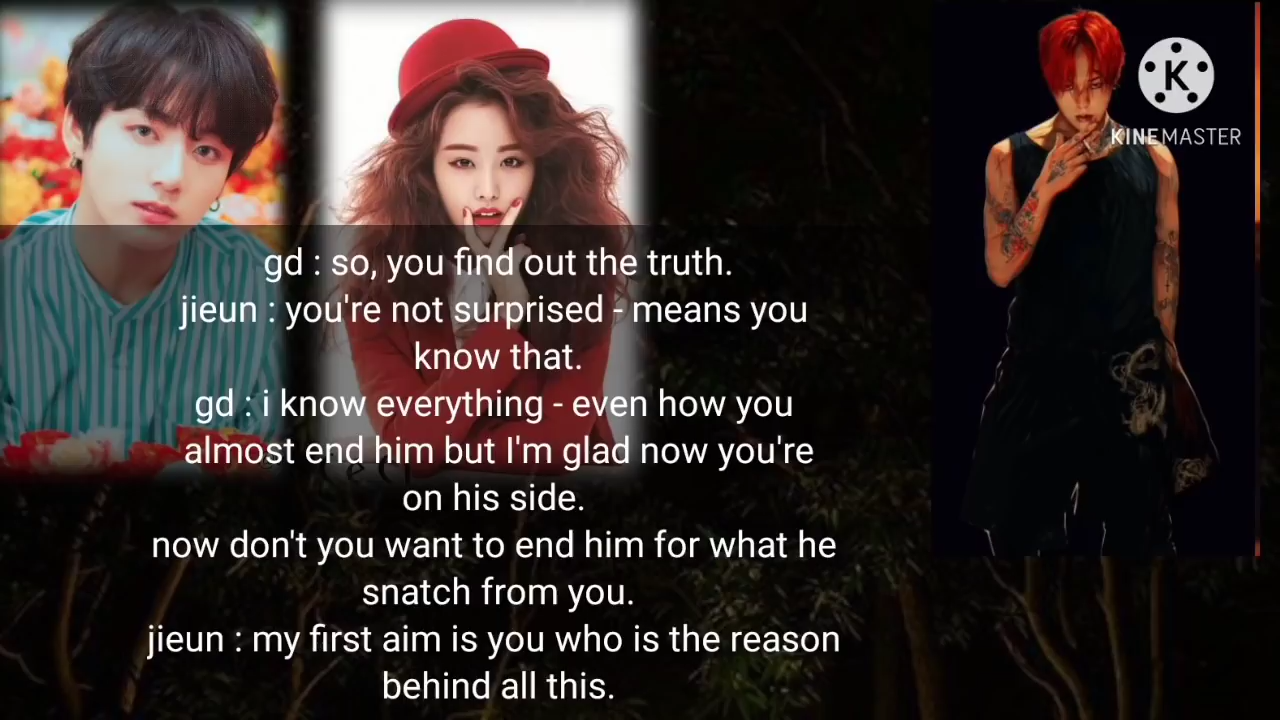 K
KINEMASTER
gd : so, you find out the truth.
jieun : you're not surprised - means you
know that.
gd : i know everything - even how you
almost end him but I'm glad now you're
on his side.
now don't you want to end him for what he
snatch from you.
jieun : my first aim is you who is the reason
behind all this.